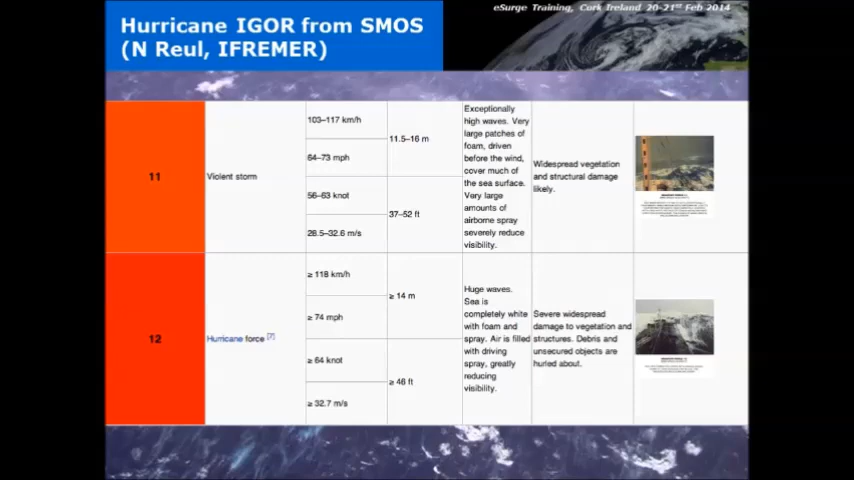 eSurge Training, Cork Ireland 20-21st Feb 2014
Hurricane IGOR from SMOS
(N Reul, IFREMER)
11
Violent storm
103–117 km/h
64–73 mph
56–63 knot
28.5–32.6 m/s
11.5–16 m
37–52 ft
Exceptionally
high waves. Very
large patches of
foam, driven
before the wind,
cover much of
the sea surface.
Very large
amounts of
airborne spray
severely reduce
visibility.
Widespread vegetation
and structural damage
likely.
12
Hurricane force [7]
≥ 118 km/h
≥ 74 mph
≥ 64 knot
≥ 32.7 m/s
≥ 14 m
≥ 46 ft
Huge waves.
Sea is
completely white
with foam and
spray. Air is filled
with driving
spray, greatly
reducing
visibility.
Severe widespread
damage to vegetation and
structures. Debris and
unsecured objects are
hurled about.